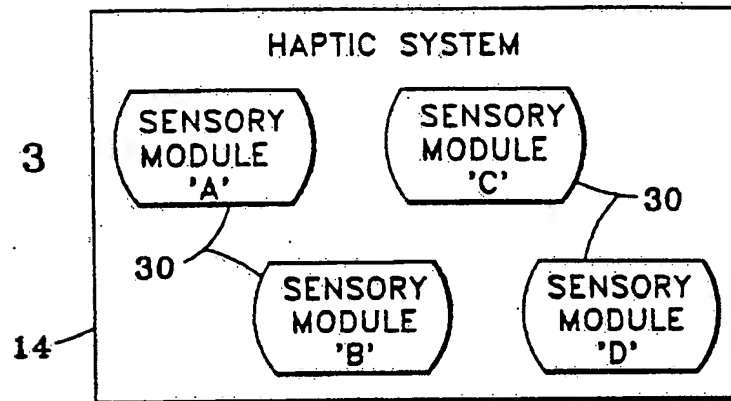 HAPTIC SYSTEM
SENSORY
MODULE
'A'
SENSORY
MODULE
'C'
3
30
30
SENSORY
MODULE
'B'
SENSORY
MODULE
'D'
14